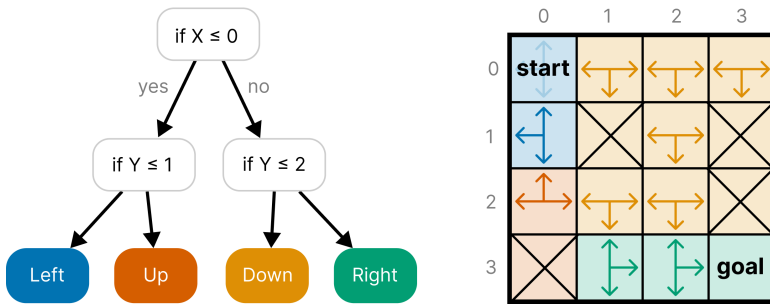 if X ≤ 0
yes
no
if Y ≤ 1
if Y ≤ 2
Left
Up
Down
Right
0 1 2 3
0 start
1
2
3 goal